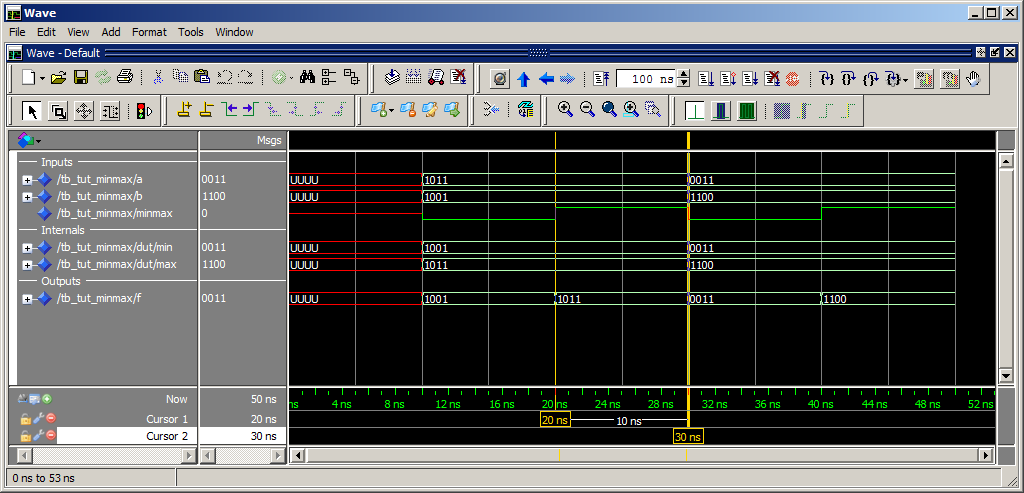 Wave
File Edit View Add Format Tools Window
Wave - Default
100 ns
Msgs
Inputs
/tb_tut_minmax/a 0011 UUUU 1011 0011
/tb_tut_minmax/b 1100 UUUU 1001 1100
/tb_tut_minmax/minmax 0
Internals
/tb_tut_minmax/dut/min 0011 UUUU 1001 0011
/tb_tut_minmax/dut/max 1100 UUUU 1011 1100
Outputs
/tb_tut_minmax/f 0011 UUUU 1001 1011 0011 1100
Now 50 ns ns 4 ns 8 ns 12 ns 16 ns 20 ns 24 ns 28 ns 32 ns 36 ns 40 ns 44 ns 48 ns 52 ns
Cursor 1 20 ns 20 ns 10 ns
Cursor 2 30 ns 30 ns
0 ns to 53 ns